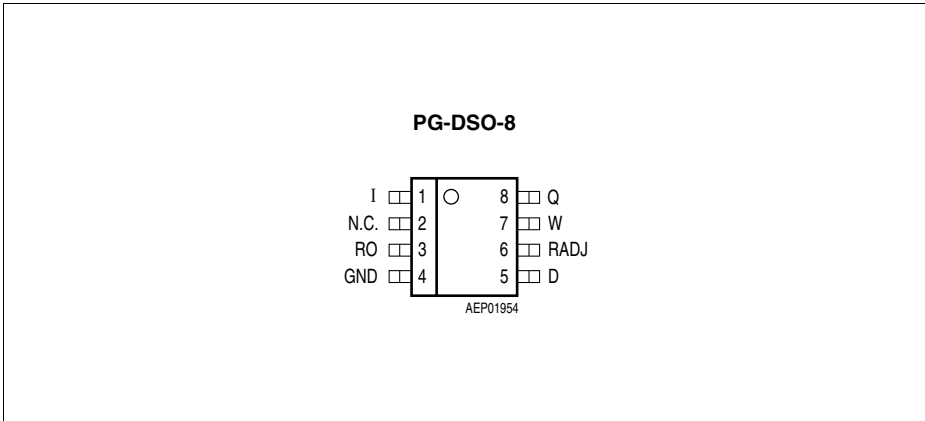 PG-DSO-8
I 1 8 Q
N.C. 2 7 W
RO 3 6 RADJ
GND 4 5 D
AEP01954